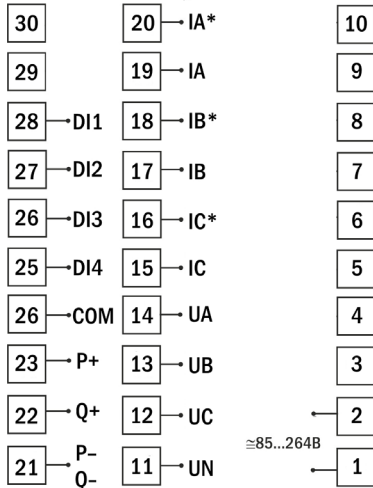 30 20 IA* 10
29 19 IA 9
28 DI1 18 IB* 8
27 DI2 17 IB 7
26 DI3 16 IC* 6
25 DI4 15 IC 5
26 COM 14 UA 4
23 P+ 13 UB 3
22 Q+ 12 UC 2
≅85...264В
21 P– 11 UN 1
Q–